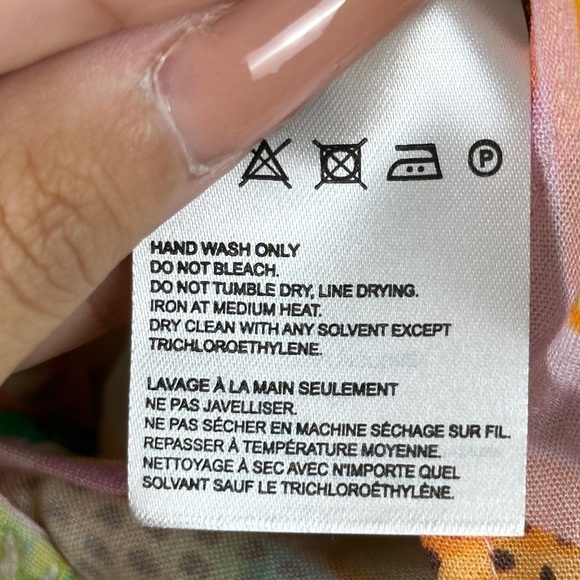 P
HAND WASH ONLY
DO NOT BLEACH.
DO NOT TUMBLE DRY, LINE DRYING.
IRON AT MEDIUM HEAT.
DRY CLEAN WITH ANY SOLVENT EXCEPT
TRICHLOROETHYLENE.
LAVAGE À LA MAIN SEULEMENT
NE PAS JAVELLISER.
NE PAS SÉCHER EN MACHINE SÉCHAGE SUR FIL.
REPASSER À TEMPÉRATURE MOYENNE.
NETTOYAGE À SEC AVEC N'IMPORTE QUEL
SOLVANT SAUF LE TRICHLOROÉTHYLÉNE.